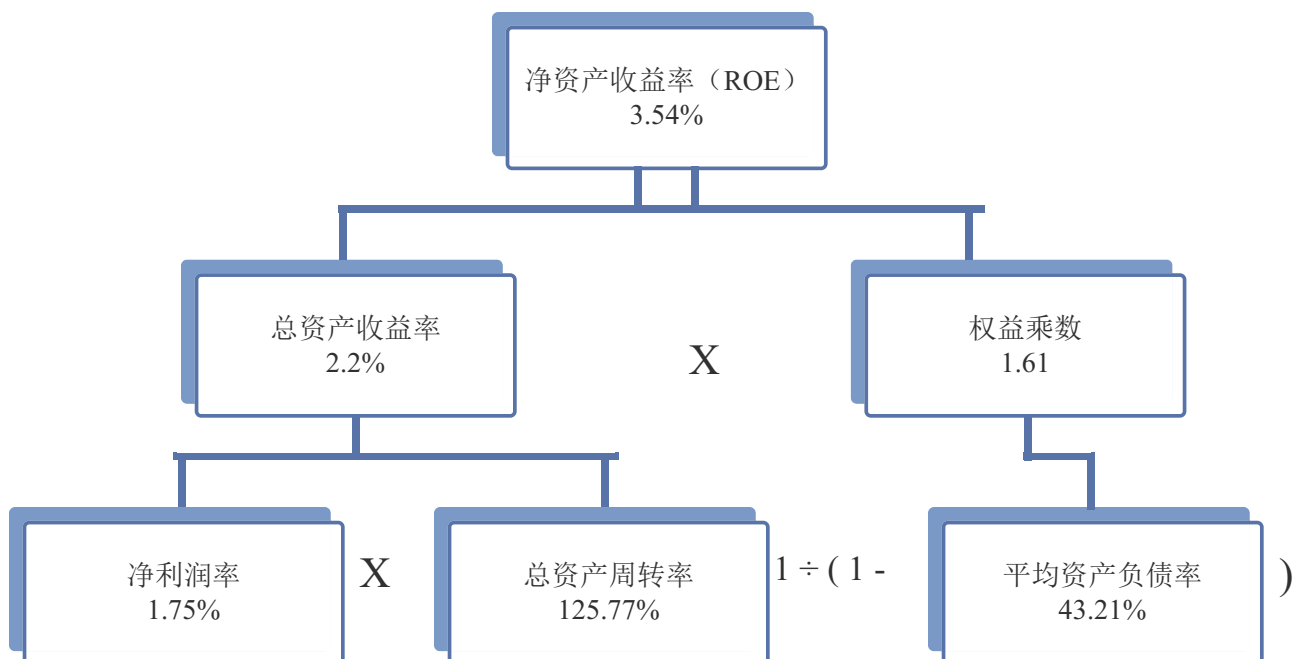 净资产收益率（ROE）
3.54%
总资产收益率
2.2%
X
权益乘数
1.61
净利润率
1.75%
X
总资产周转率
125.77%
1 ÷ ( 1 -
平均资产负债率
43.21%
)